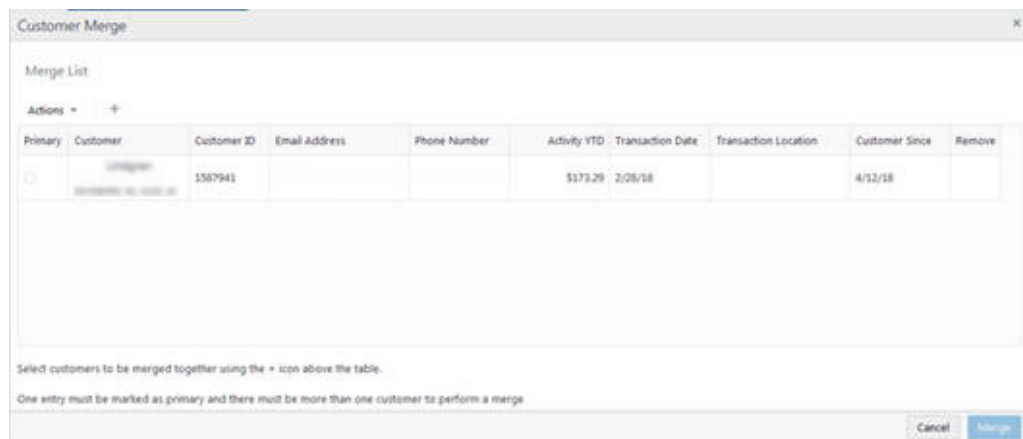 Customer Merge
Merge List
Actions
Primary Customer Customer ID Email Address Phone Number Activity YTD Transaction Date Transaction Location Customer Since Remove
1587941 $173.29 2/28/18 4/12/18
Select customers to be merged together using the + icon above the table.
One entry must be marked as primary and there must be more than one customer to perform a merge
Cancel Merge